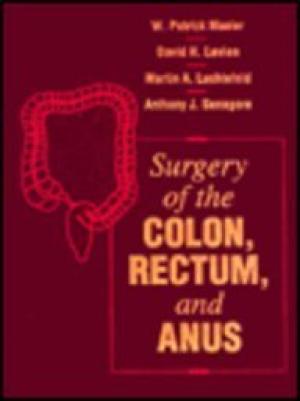 W. Patrick Mazier
David H. Levien
Martin A. Luchtefeld
Anthony J. Senagore
Surgery
of the
COLON,
RECTUM,
and
ANUS